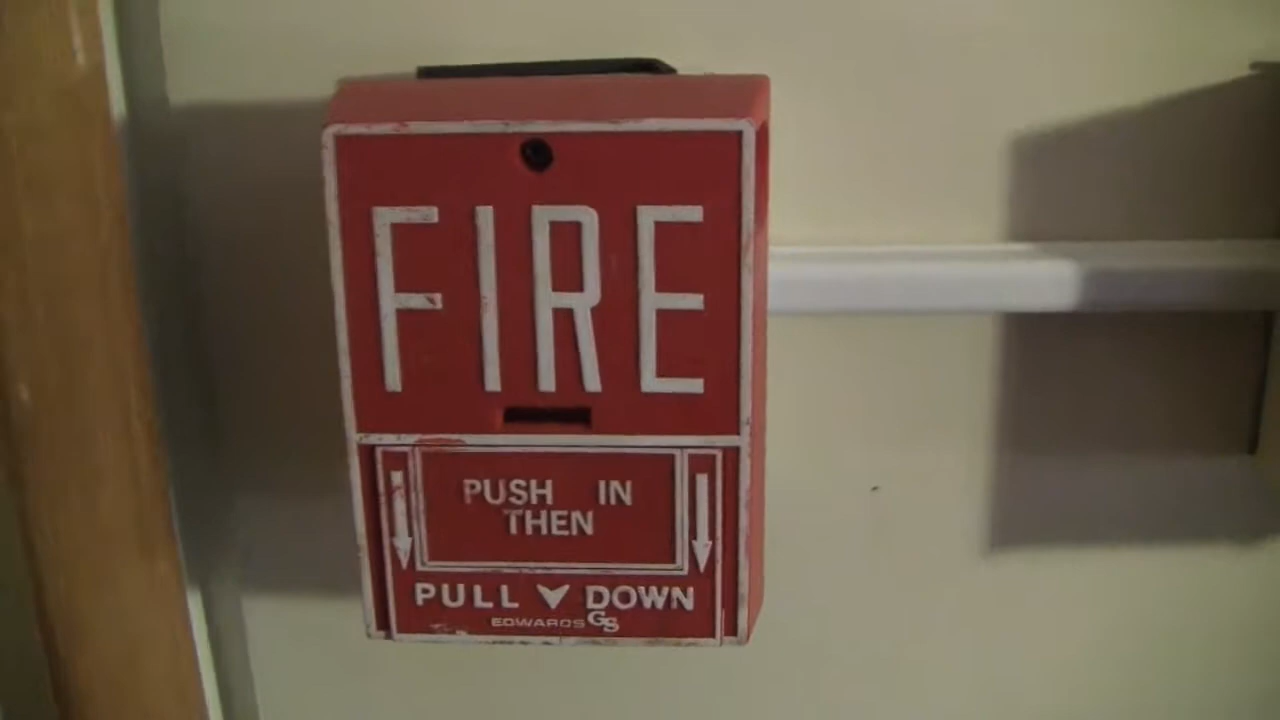 FIRE
PUSH IN
THEN
PULL DOWN
EDWARDS GS